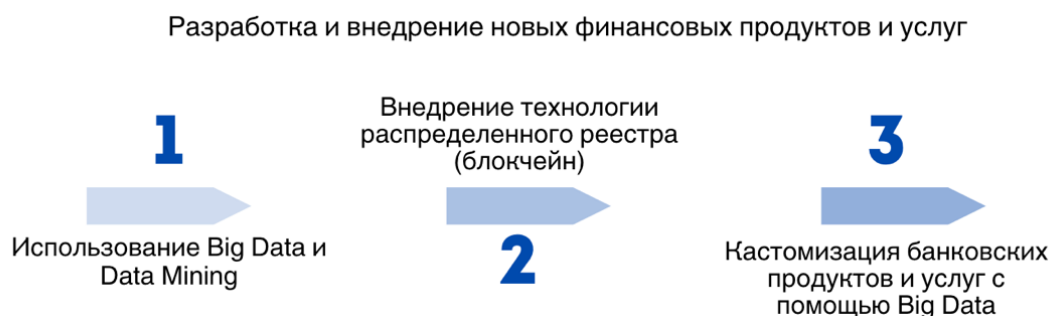 Разработка и внедрение новых финансовых продуктов и услуг
1
Использование Big Data и
Data Mining
Внедрение технологии
распределенного реестра
(блокчейн)
2
3
Кастомизация банковских
продуктов и услуг с
помощью Big Data